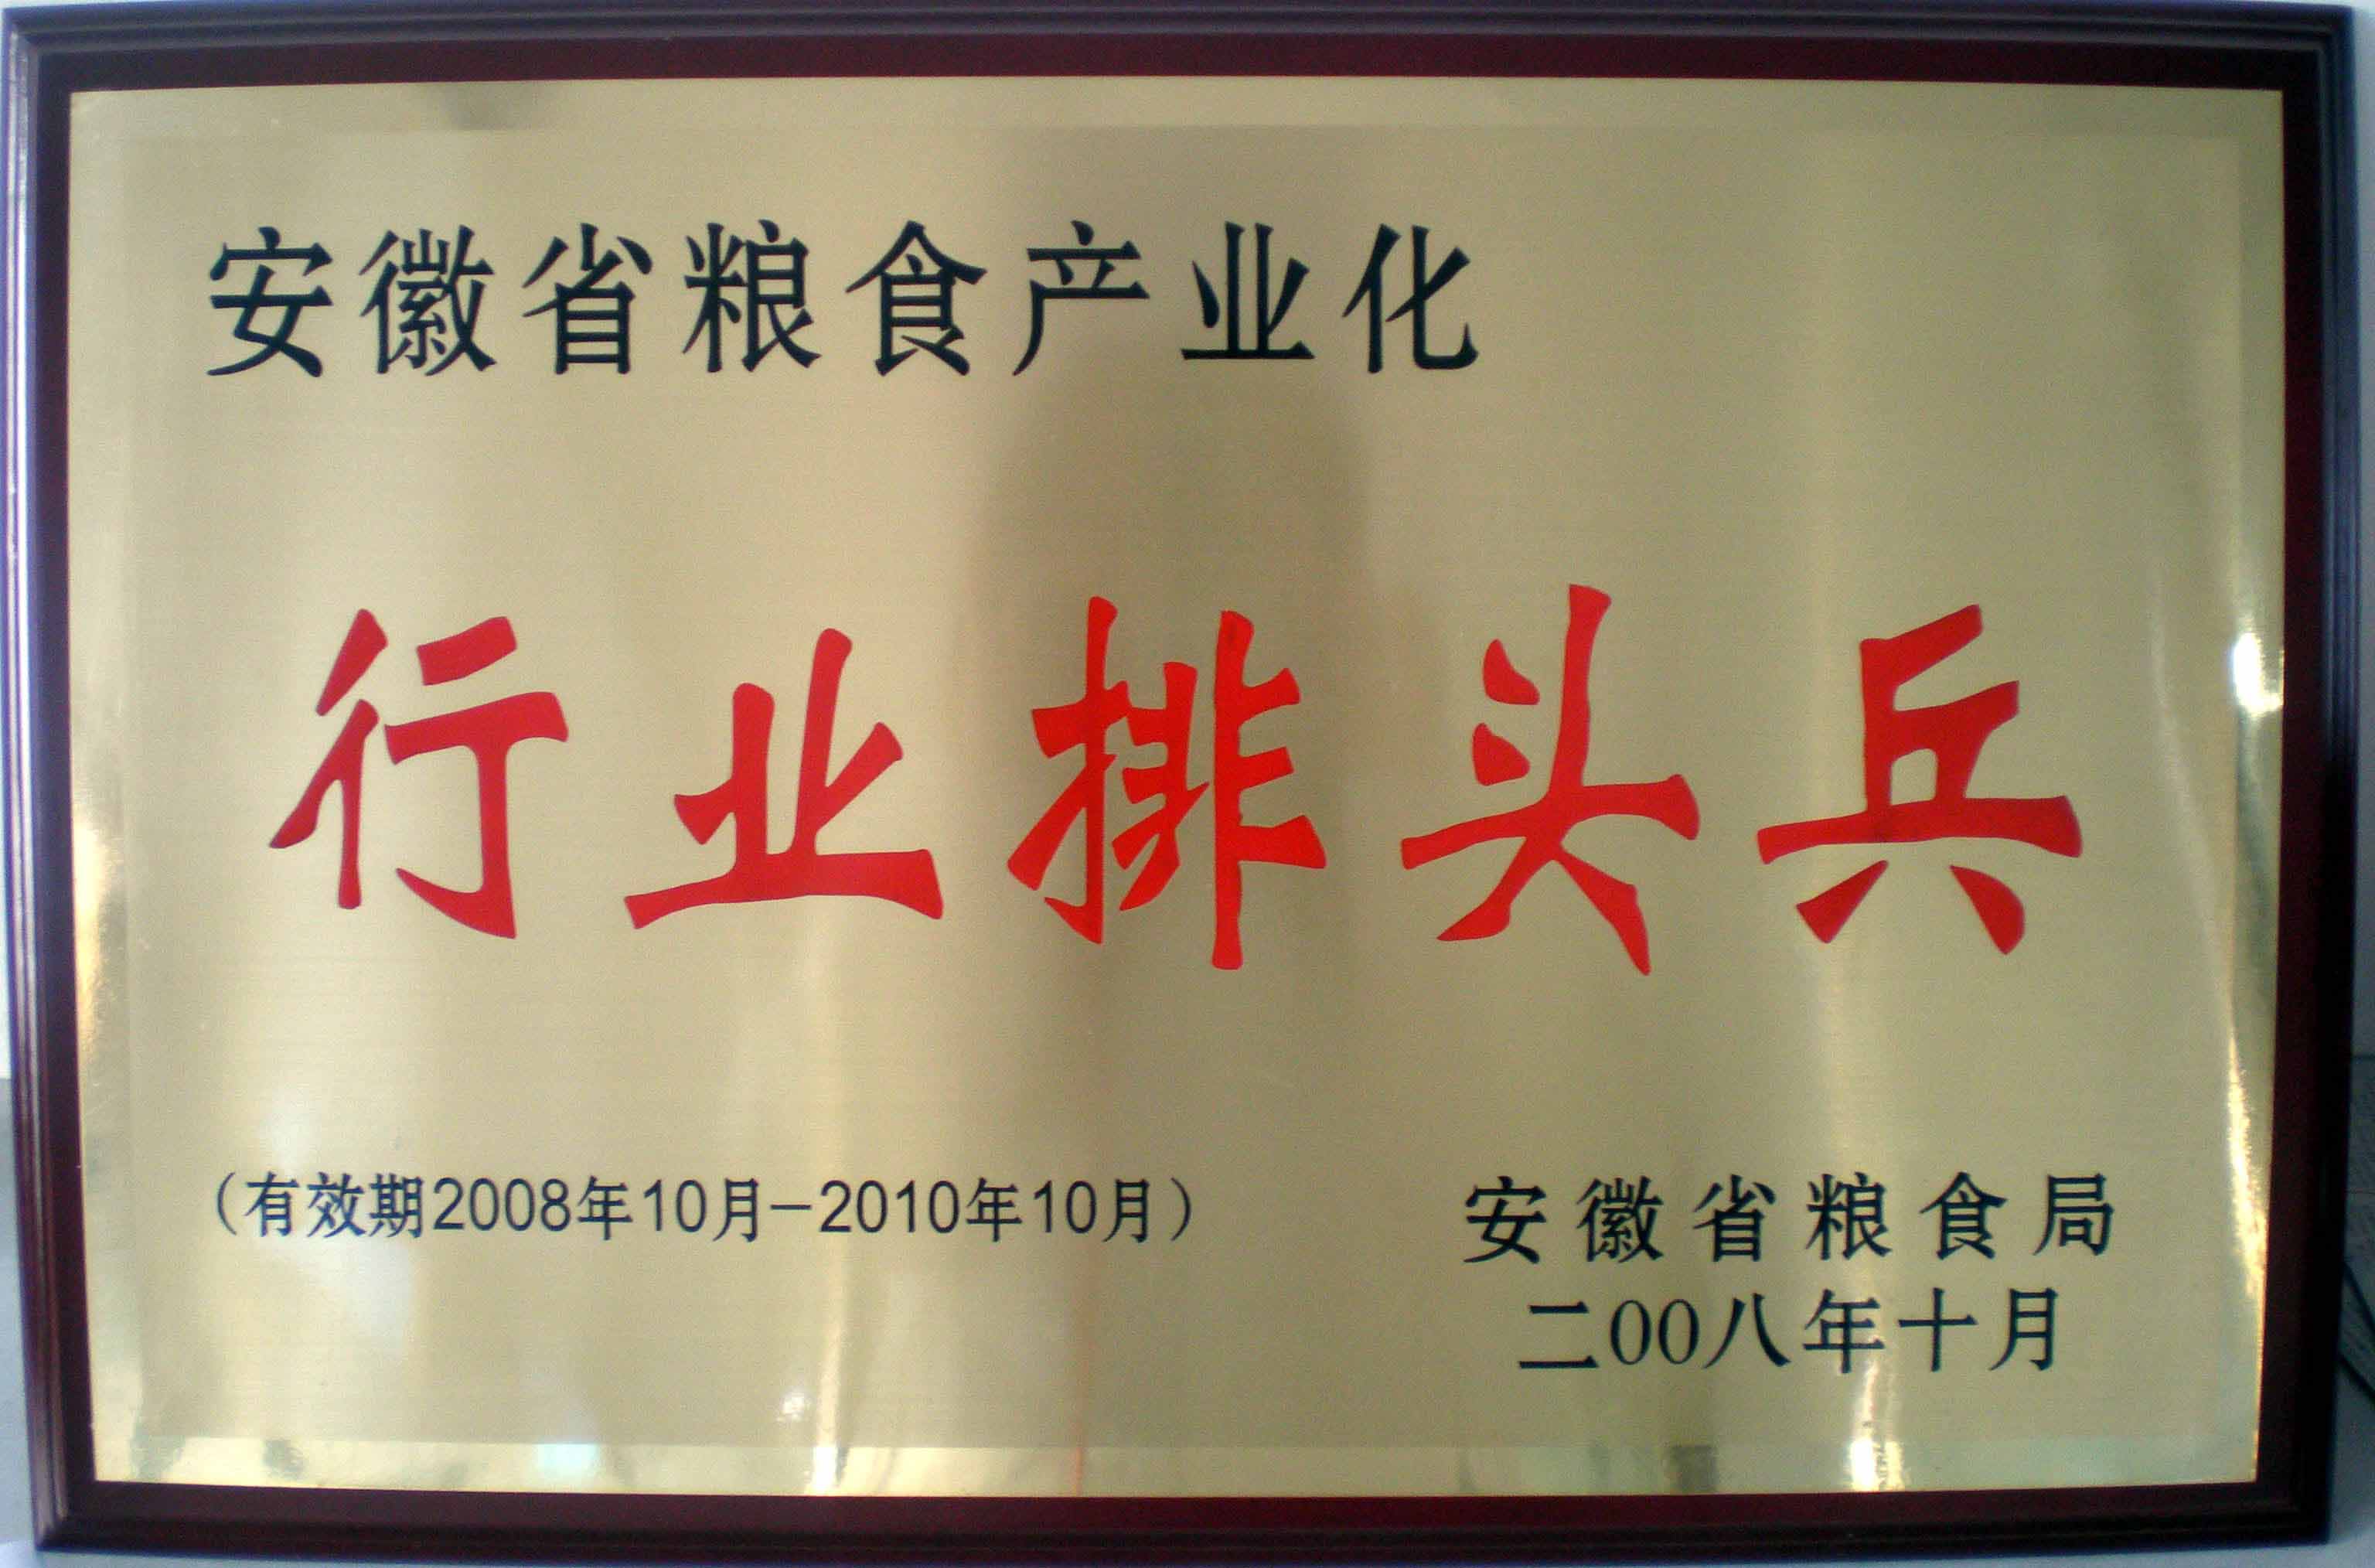 安徽省粮食产业化
行业排头兵
（有效期2008年10月-2010年10月）
安徽省粮食局
二00八年十月